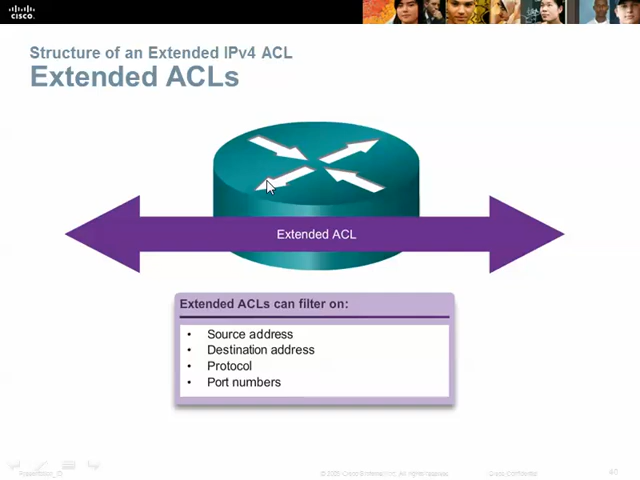 CISCO
Structure of an Extended IPv4 ACL
Extended ACLs
Extended ACL
Extended ACLs can filter on:
• Source address
• Destination address
• Protocol
• Port numbers
Presentation_ID
Cisco Confidential